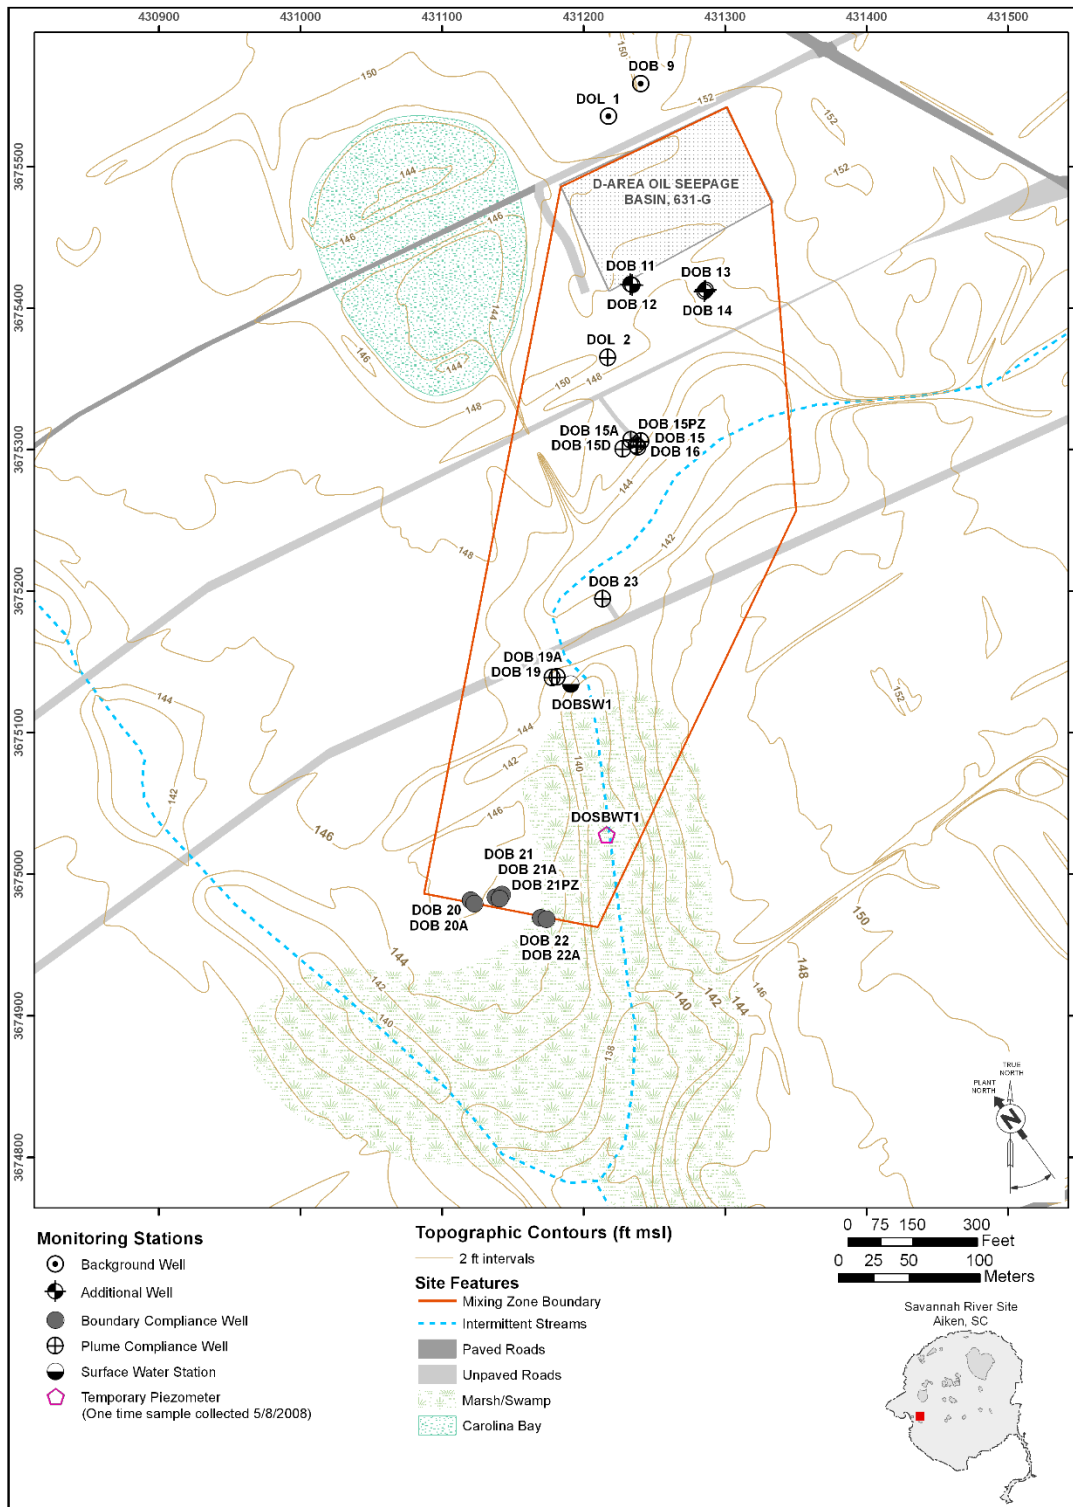 430900 431000 431100 431200 431300 431400 431500
3675500
3675400
3675300
3675200
3675100
3675000
3674900
3674800
150
DOB 9
DOL 1
152
150
152
152
D-AREA OIL SEEPAGE
BASIN, 631-G
144
146
146
DOB 11
DOB 12
DOB 13
DOB 14
144
146
144
DOL 2
150
148
148
DOB 15PZ
DOB 15A
DOB 15
DOB 15D
DOB 16
144
142
148
DOB 23
DOB 19A
DOB 19
DOBSW1
152
144
144
142
140
142
146
146
DOSBWT1
DOB 21
DOB 21A
DOB 21PZ
DOB 20
DOB 20A
DOB 22
DOB 22A
150
148
146
144
142
140
144
142
140
138
TRUE
NORTH
PLANT
NORTH
N
Monitoring Stations
Background Well
Additional Well
Boundary Compliance Well
Plume Compliance Well
Surface Water Station
Temporary Piezometer
(One time sample collected 5/8/2008)
Topographic Contours (ft msl)
2 ft intervals
Site Features
Mixing Zone Boundary
Intermittent Streams
Paved Roads
Unpaved Roads
Marsh/Swamp
Carolina Bay
0 75 150 300
Feet
0 25 50 100
Meters
Savannah River Site
Aiken, SC